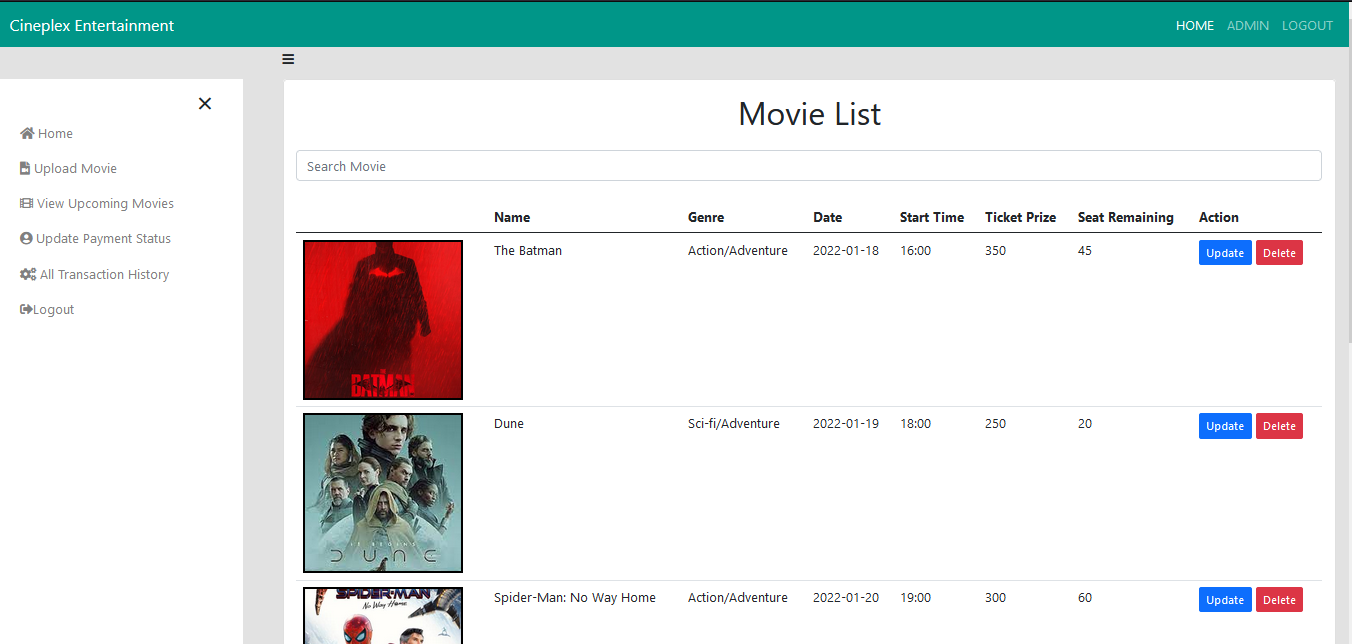 Cineplex Entertainment
HOME ADMIN LOGOUT
Home
Upload Movie
View Upcoming Movies
Update Payment Status
All Transaction History
Logout
Movie List
Search Movie
Name Genre Date Start Time Ticket Prize Seat Remaining Action
The Batman Action/Adventure 2022-01-18 16:00 350 45 Update Delete
BATMAN
Dune Sci-fi/Adventure 2022-01-19 18:00 250 20 Update Delete
DUNE
Spider-Man: No Way Home Action/Adventure 2022-01-20 19:00 300 60 Update Delete
SPIDER-MAN
No Way Home